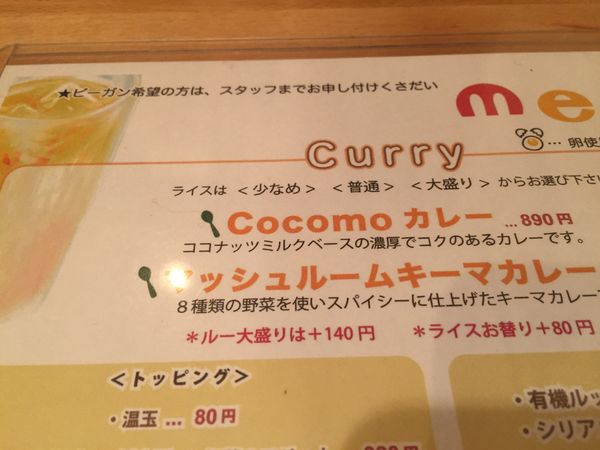 ★ビーガン希望の方は、スタッフまでお申し付けくさだい
me
… 卵使
Curry
ライスは <少なめ> <普通> <大盛り> からお選び下さい
Cocomo カレー ...890円
ココナッツミルクベースの濃厚でコクのあるカレーです。
ッシュルームキーマカレー
8種類の野菜を使いスパイシーに仕上げたキーマカレー
＊ルー大盛りは+140円 ＊ライスお替り+80円
<トッピング>
・温玉 ... 80円
・有機ルッ
・シリア